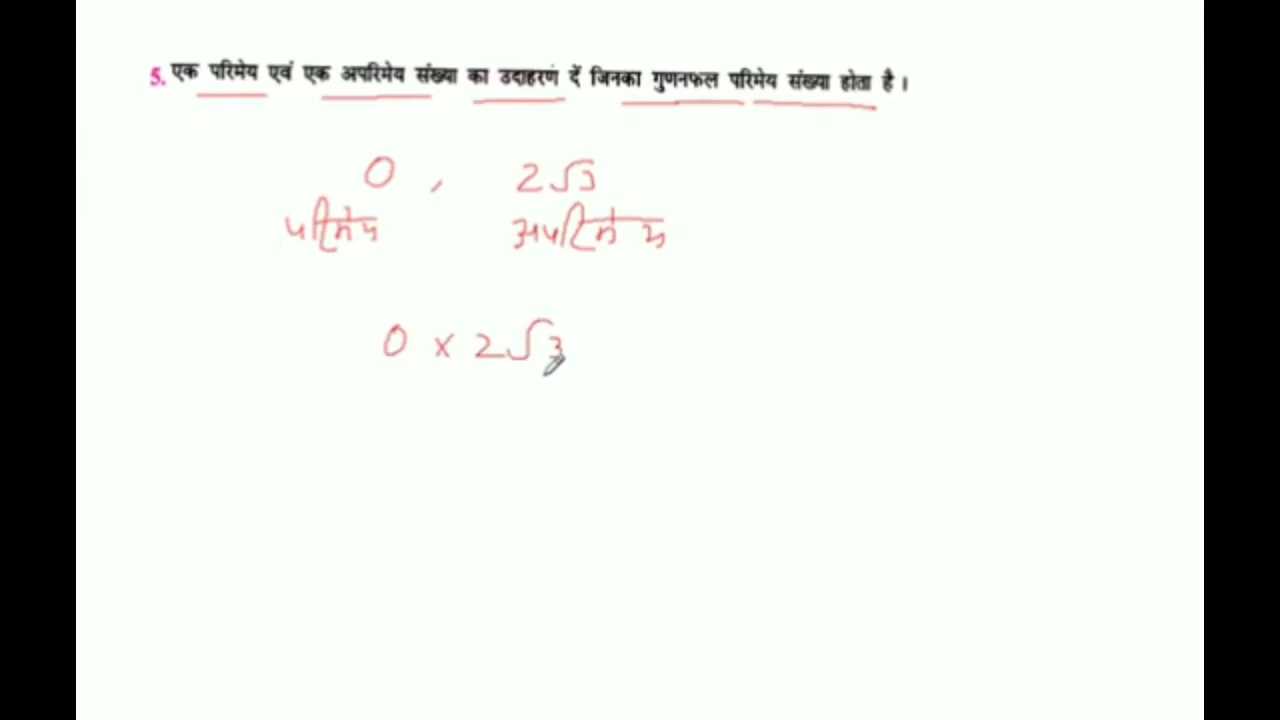 5. एक परिमेय एवं एक अपरिमेय संख्या का उदाहरण दें जिनका गुणनफल परिमेय संख्या होता है।
0 , 2√3
परिमेय अपरिमेय
0 × 2√3